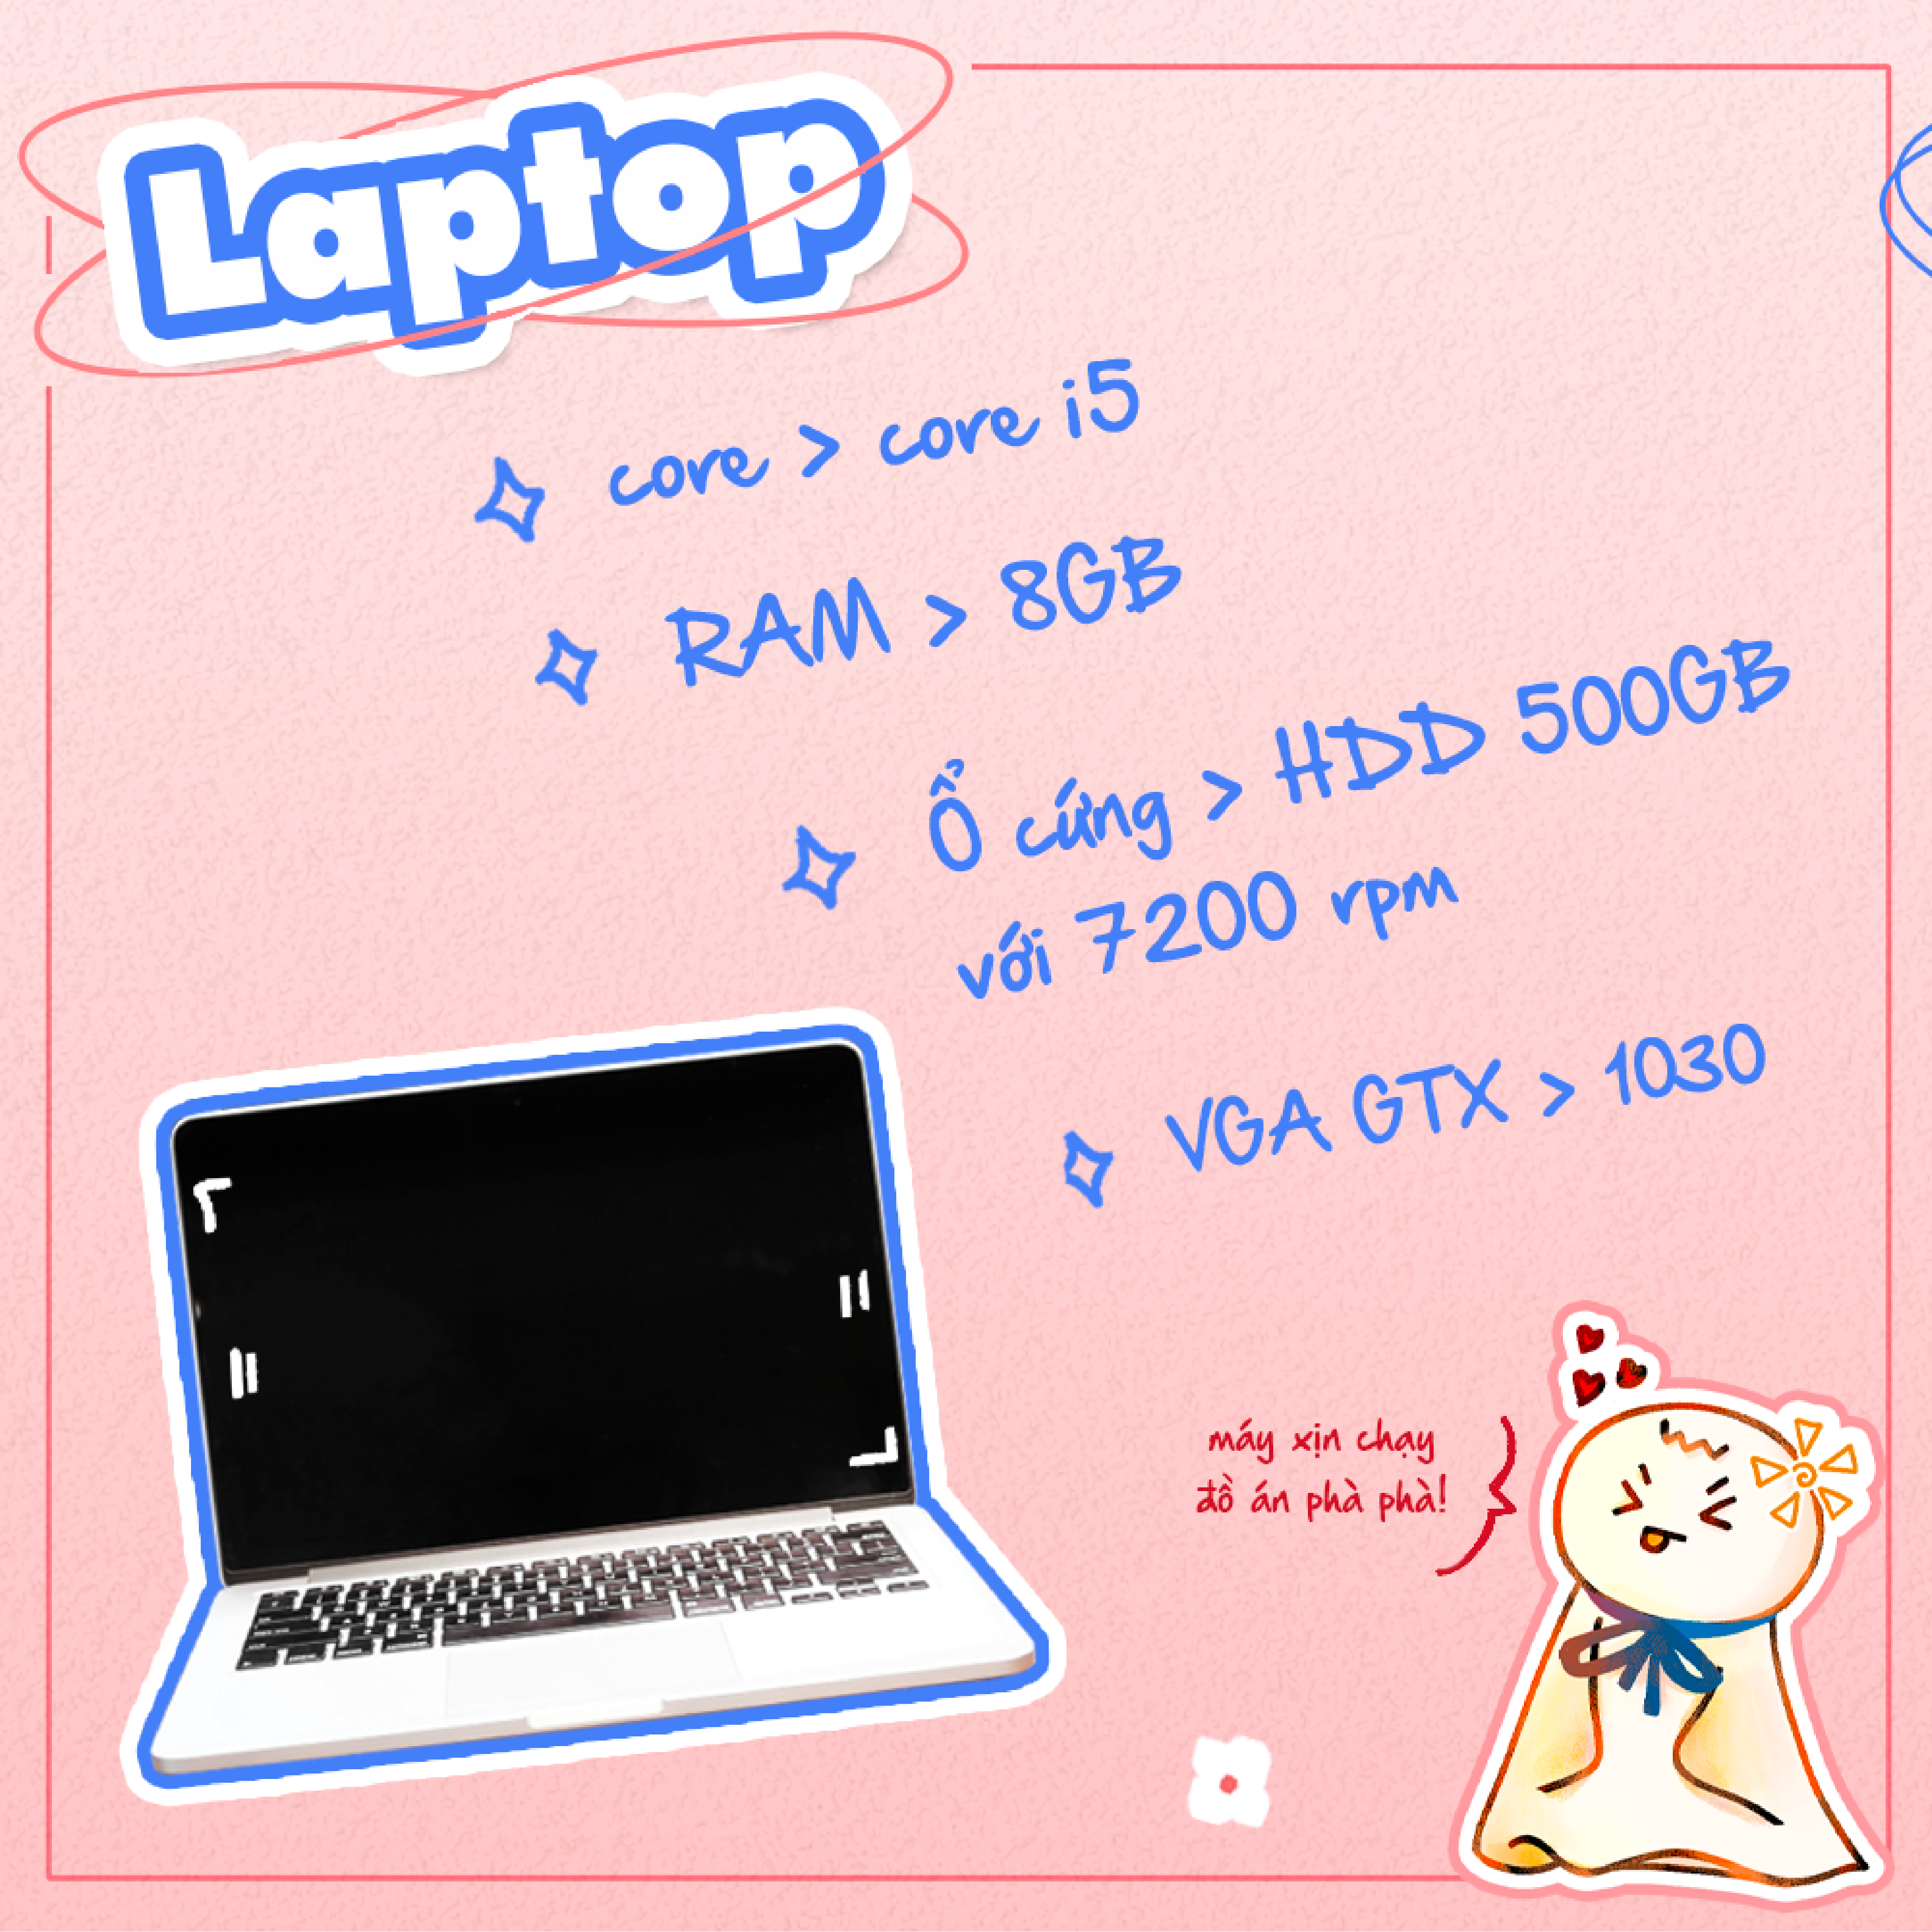 Laptop
core > core i5
RAM > 8GB
Ổ cứng > HDD 500GB
với 7200 rpm
VGA GTX > 1030
máy xịn chạy
đồ án phà phà!